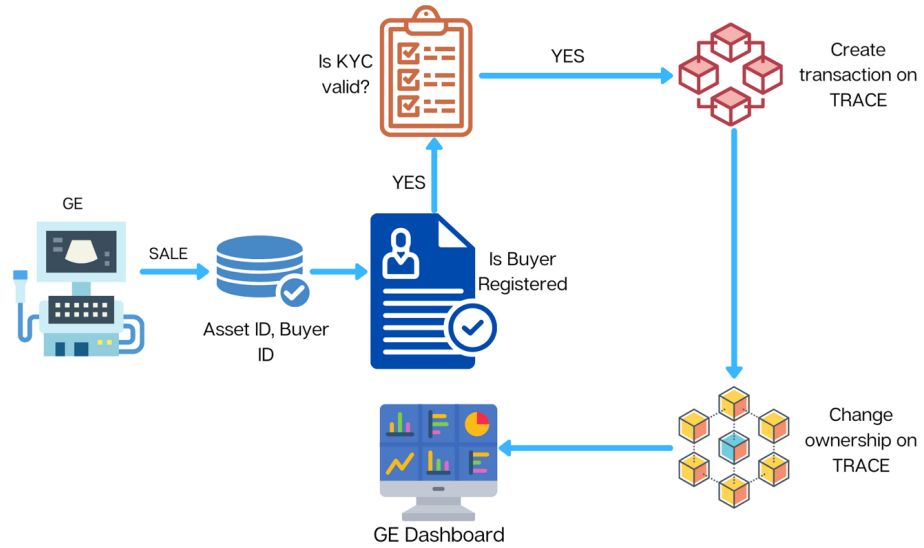 Is KYC
valid?
YES
Create
transaction on
TRACE
YES
GE
SALE
Asset ID, Buyer
ID
Is Buyer
Registered
Change
ownership on
TRACE
GE Dashboard